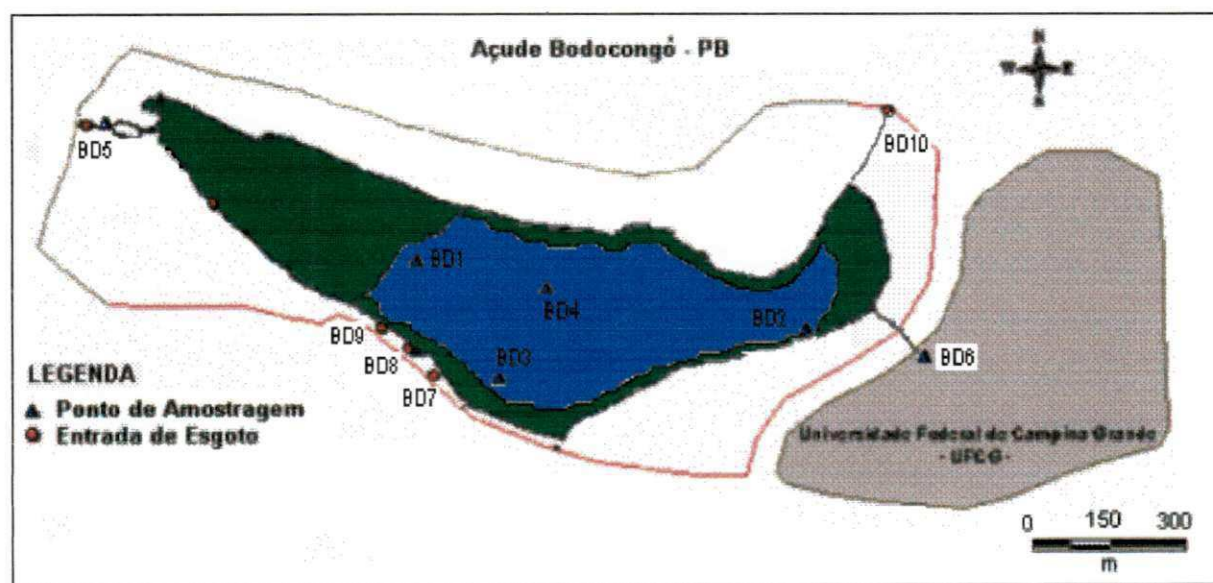 Açude Bodocongó - PB
N
W E
S
BD10
BD5
BD1
BD4
BD2
BD9
BD6
BD8
BD3
BD7
LEGENDA
Ponto de Amostragem
Entrada de Esgoto
Universidade Federal de Campina Grande
- UFCG -
0 150 300
m